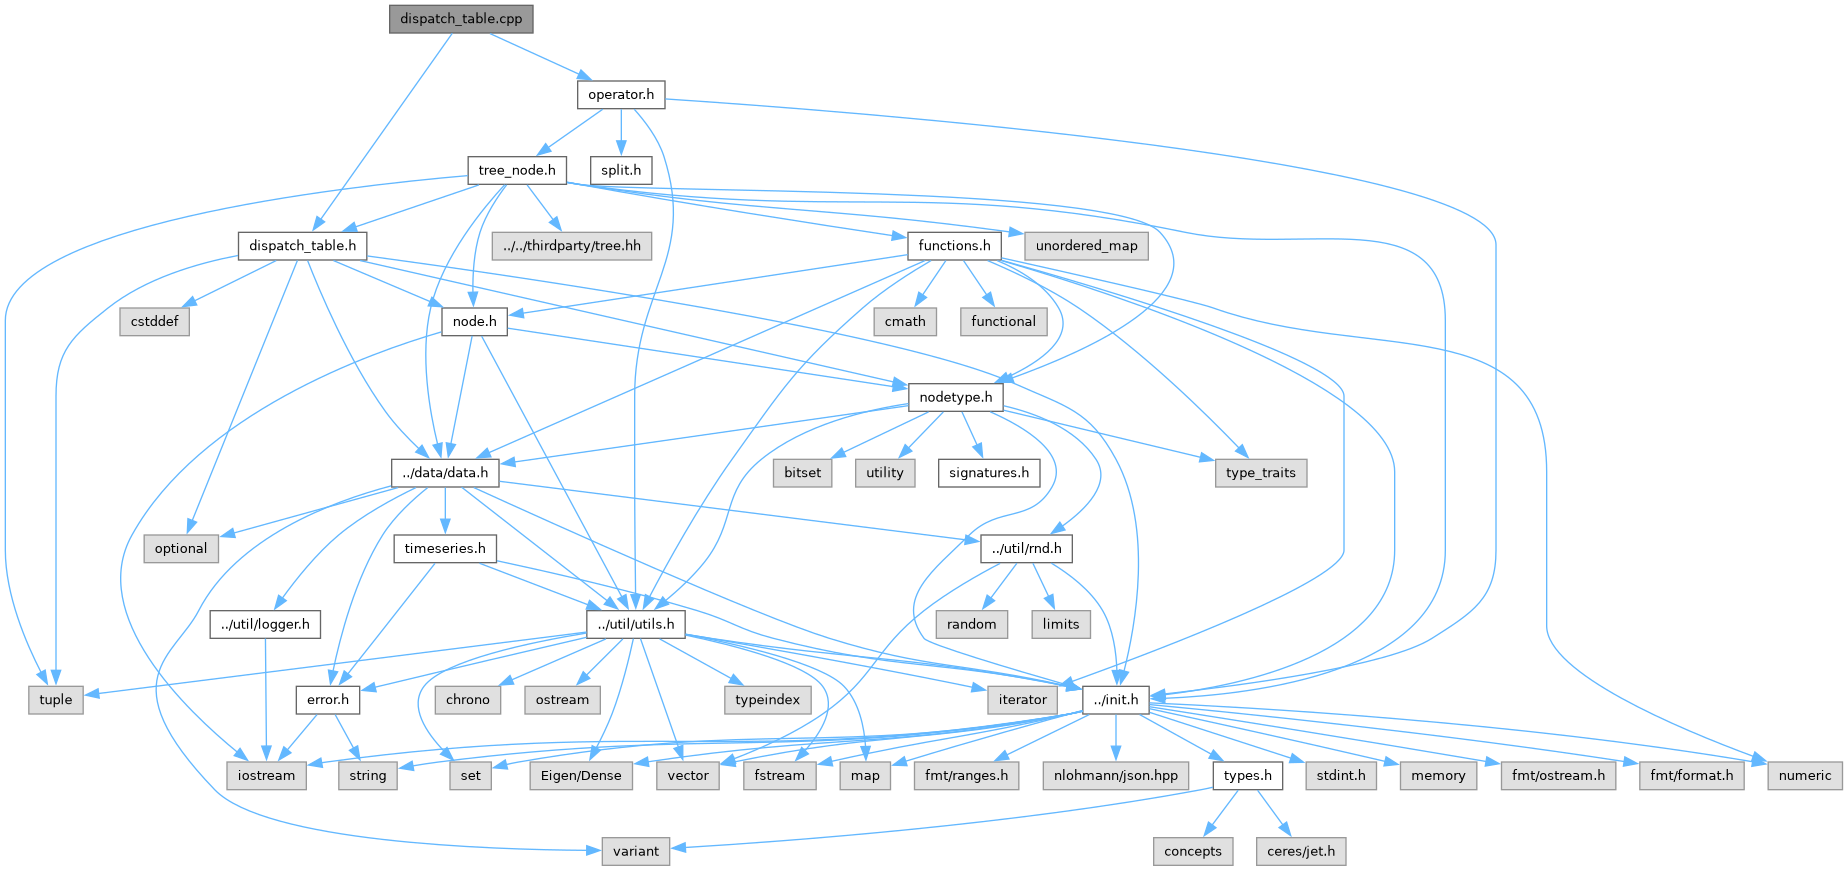 dispatch_table.cpp
operator.h
tree_node.h
split.h
dispatch_table.h
../../thirdparty/tree.hh
functions.h
unordered_map
cstddef
node.h
cmath
functional
nodetype.h
../data/data.h
bitset
utility
signatures.h
type_traits
optional
timeseries.h
../util/rnd.h
../util/logger.h
../util/utils.h
random
limits
tuple
error.h
chrono
ostream
typeindex
iterator
../init.h
iostream
string
set
Eigen/Dense
vector
fstream
map
fmt/ranges.h
nlohmann/json.hpp
types.h
stdint.h
memory
fmt/ostream.h
fmt/format.h
numeric
variant
concepts
ceres/jet.h